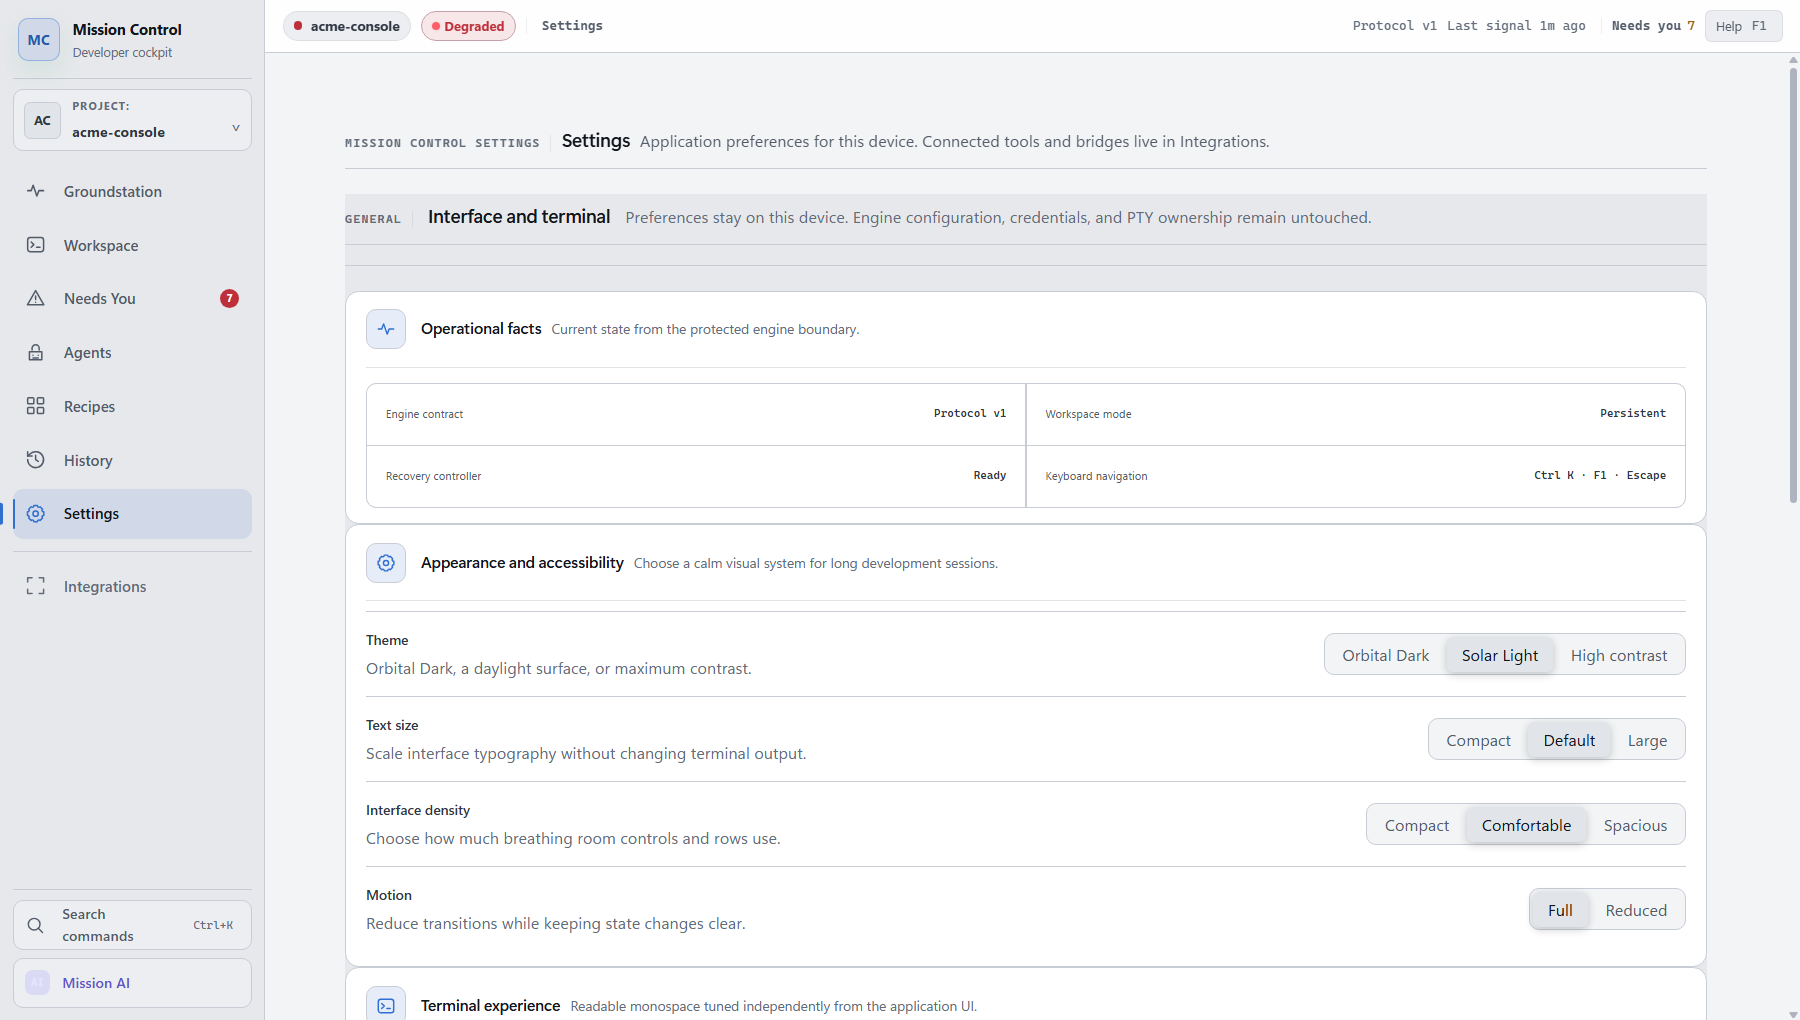 MC
Mission Control
Developer cockpit
AC
PROJECT:
acme-console
v
Groundstation
Workspace
Needs You
7
Agents
Recipes
History
Settings
Integrations
Search commands
Ctrl+K
AI
Mission AI
acme-console
Degraded
Settings
Protocol v1 Last signal 1m ago
Needs you 7
Help F1
MISSION CONTROL SETTINGS
Settings
Application preferences for this device. Connected tools and bridges live in Integrations.
GENERAL
Interface and terminal
Preferences stay on this device. Engine configuration, credentials, and PTY ownership remain untouched.
Operational facts
Current state from the protected engine boundary.
Engine contract
Protocol v1
Workspace mode
Persistent
Recovery controller
Ready
Keyboard navigation
Ctrl K · F1 · Escape
Appearance and accessibility
Choose a calm visual system for long development sessions.
Theme
Orbital Dark, a daylight surface, or maximum contrast.
Orbital Dark
Solar Light
High contrast
Text size
Scale interface typography without changing terminal output.
Compact
Default
Large
Interface density
Choose how much breathing room controls and rows use.
Compact
Comfortable
Spacious
Motion
Reduce transitions while keeping state changes clear.
Full
Reduced
Terminal experience
Readable monospace tuned independently from the application UI.